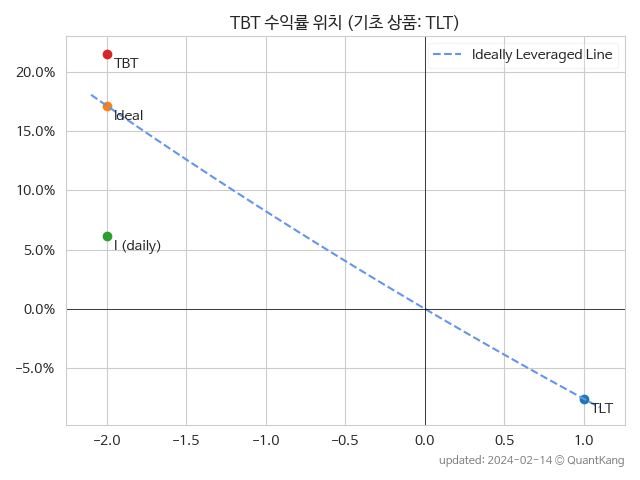 TBT 수익률 위치 (기초 상품: TLT)
Ideally Leveraged Line
TBT
Ideal
I (daily)
TLT
20.0%
15.0%
10.0%
5.0%
0.0%
−5.0%
−2.0 −1.5 −1.0 −0.5 0.0 0.5 1.0
updated: 2024-02-14 © QuantKang